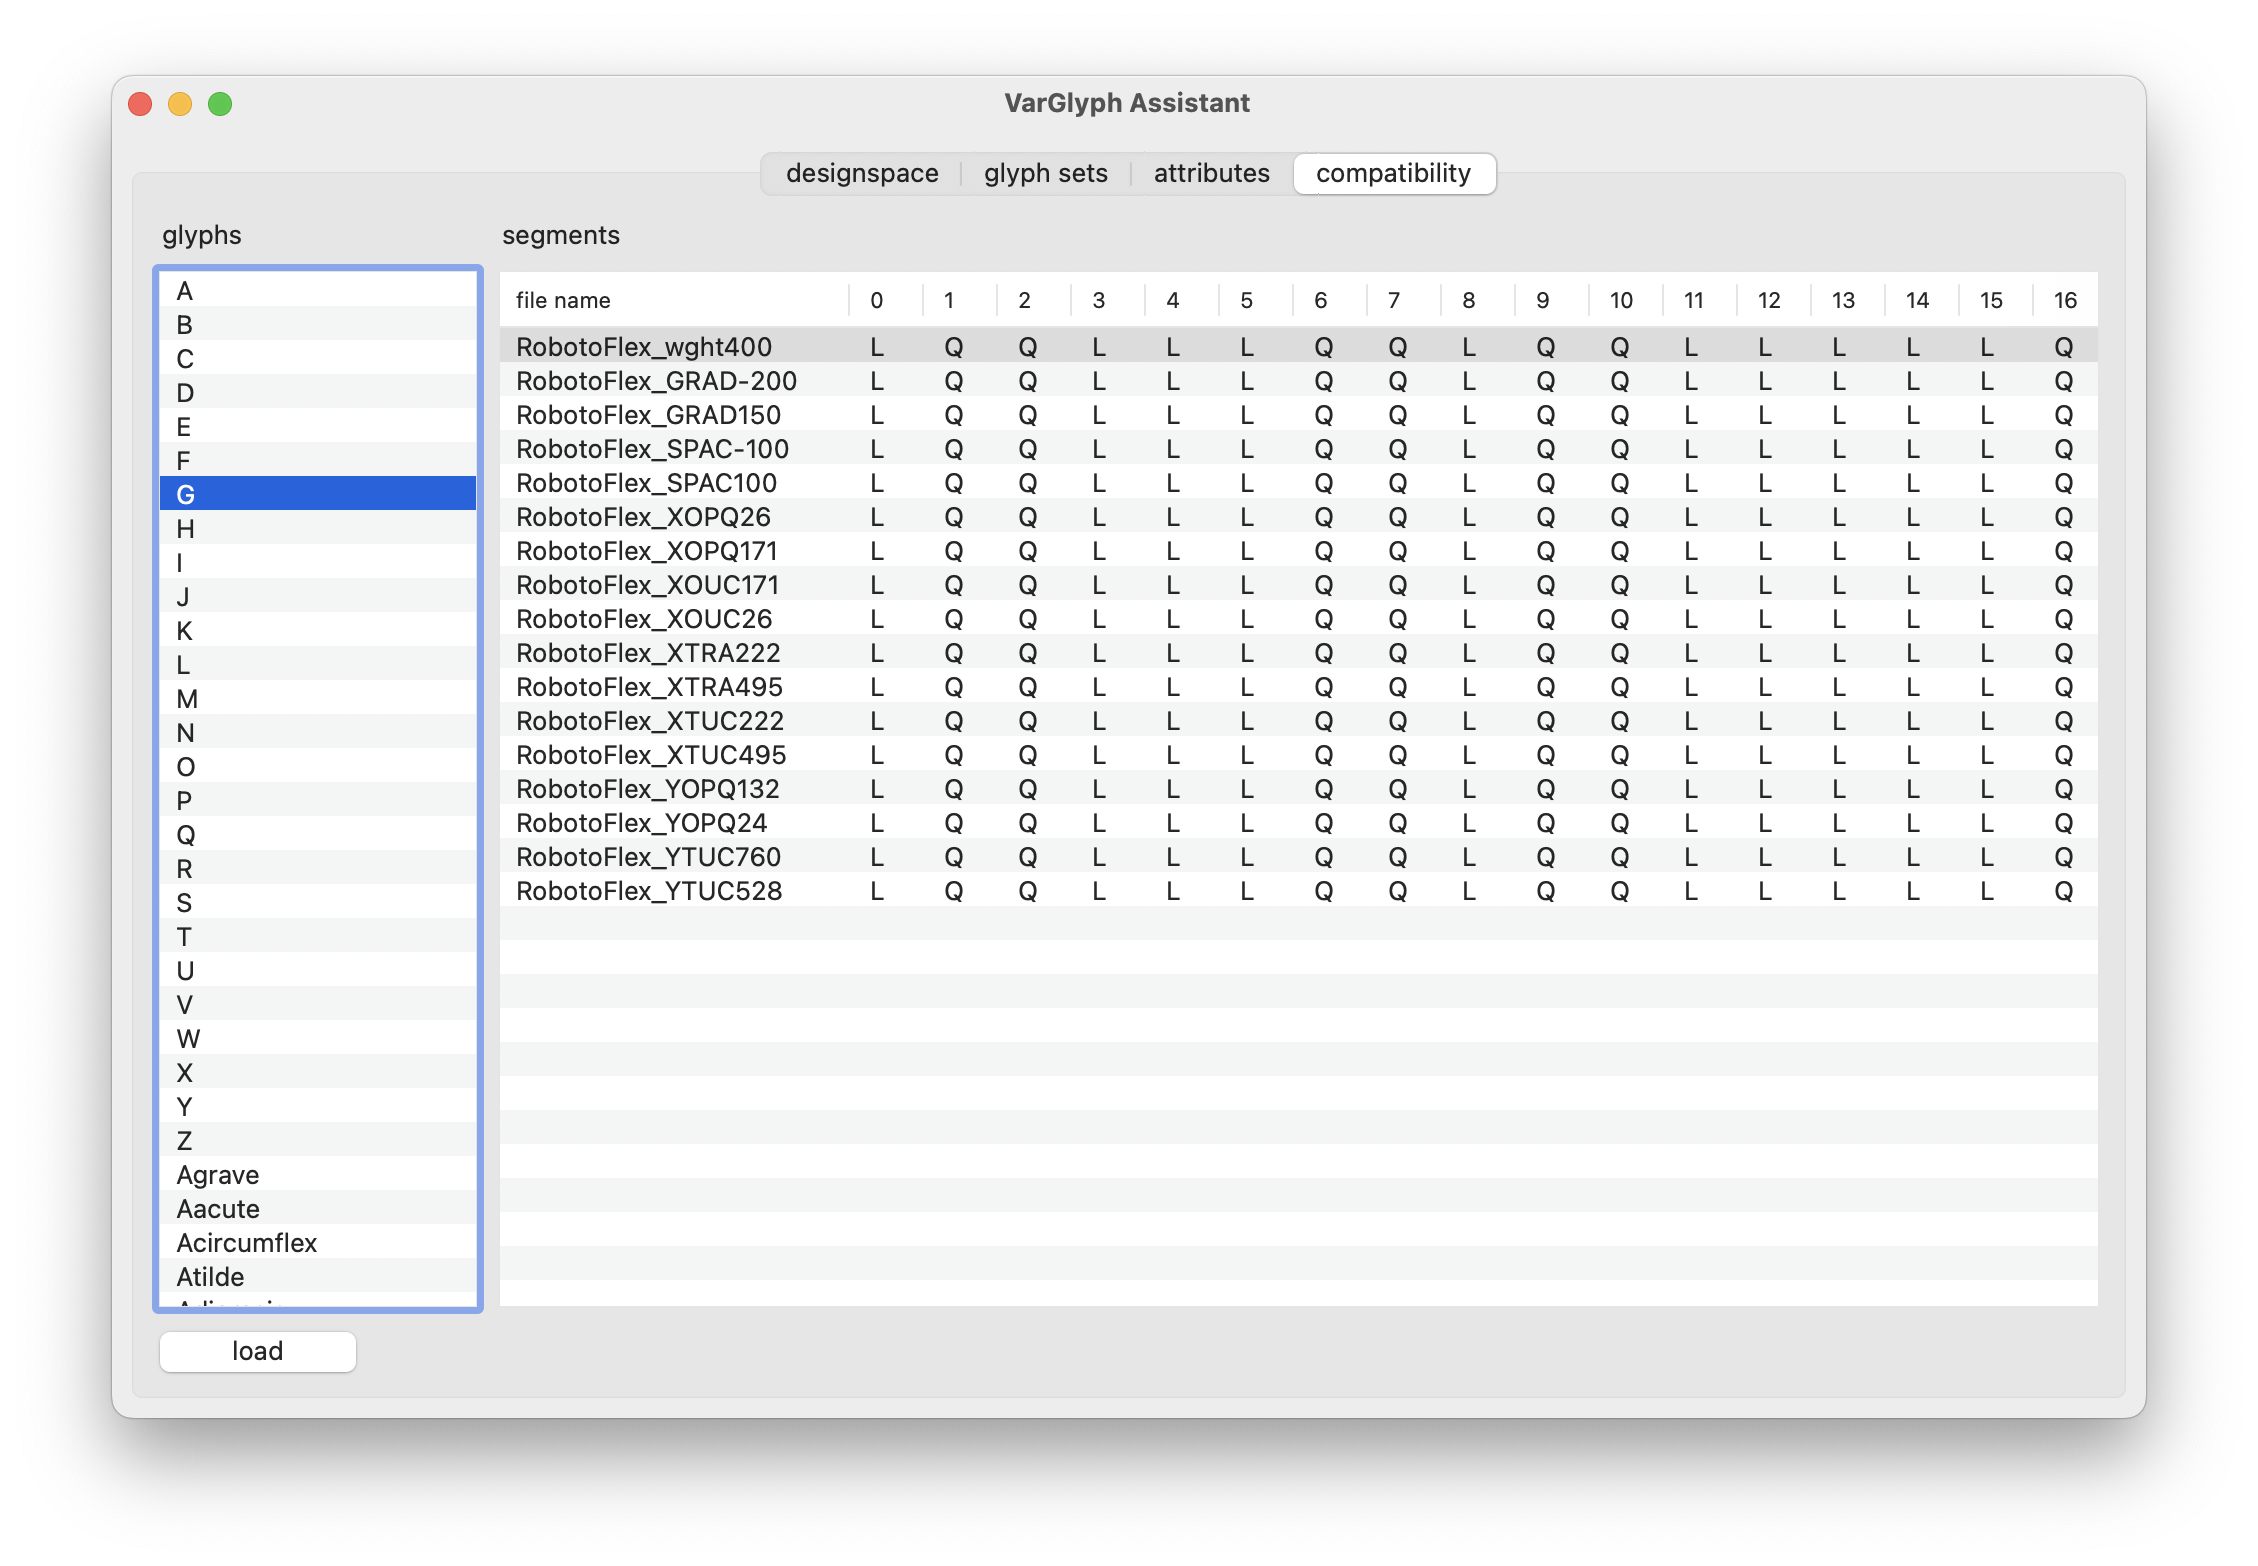 VarGlyph Assistant
designspace glyph sets attributes compatibility
glyphs
A
B
C
D
E
F
G
H
I
J
K
L
M
N
O
P
Q
R
S
T
U
V
W
X
Y
Z
Agrave
Aacute
Acircumflex
Atilde
load
segments
file name 0 1 2 3 4 5 6 7 8 9 10 11 12 13 14 15 16
RobotoFlex_wght400 L Q Q L L L Q Q L Q Q L L L L L Q
RobotoFlex_GRAD-200 L Q Q L L L Q Q L Q Q L L L L L Q
RobotoFlex_GRAD150 L Q Q L L L Q Q L Q Q L L L L L Q
RobotoFlex_SPAC-100 L Q Q L L L Q Q L Q Q L L L L L Q
RobotoFlex_SPAC100 L Q Q L L L Q Q L Q Q L L L L L Q
RobotoFlex_XOPQ26 L Q Q L L L Q Q L Q Q L L L L L Q
RobotoFlex_XOPQ171 L Q Q L L L Q Q L Q Q L L L L L Q
RobotoFlex_XOUC171 L Q Q L L L Q Q L Q Q L L L L L Q
RobotoFlex_XOUC26 L Q Q L L L Q Q L Q Q L L L L L Q
RobotoFlex_XTRA222 L Q Q L L L Q Q L Q Q L L L L L Q
RobotoFlex_XTRA495 L Q Q L L L Q Q L Q Q L L L L L Q
RobotoFlex_XTUC222 L Q Q L L L Q Q L Q Q L L L L L Q
RobotoFlex_XTUC495 L Q Q L L L Q Q L Q Q L L L L L Q
RobotoFlex_YOPQ132 L Q Q L L L Q Q L Q Q L L L L L Q
RobotoFlex_YOPQ24 L Q Q L L L Q Q L Q Q L L L L L Q
RobotoFlex_YTUC760 L Q Q L L L Q Q L Q Q L L L L L Q
RobotoFlex_YTUC528 L Q Q L L L Q Q L Q Q L L L L L Q